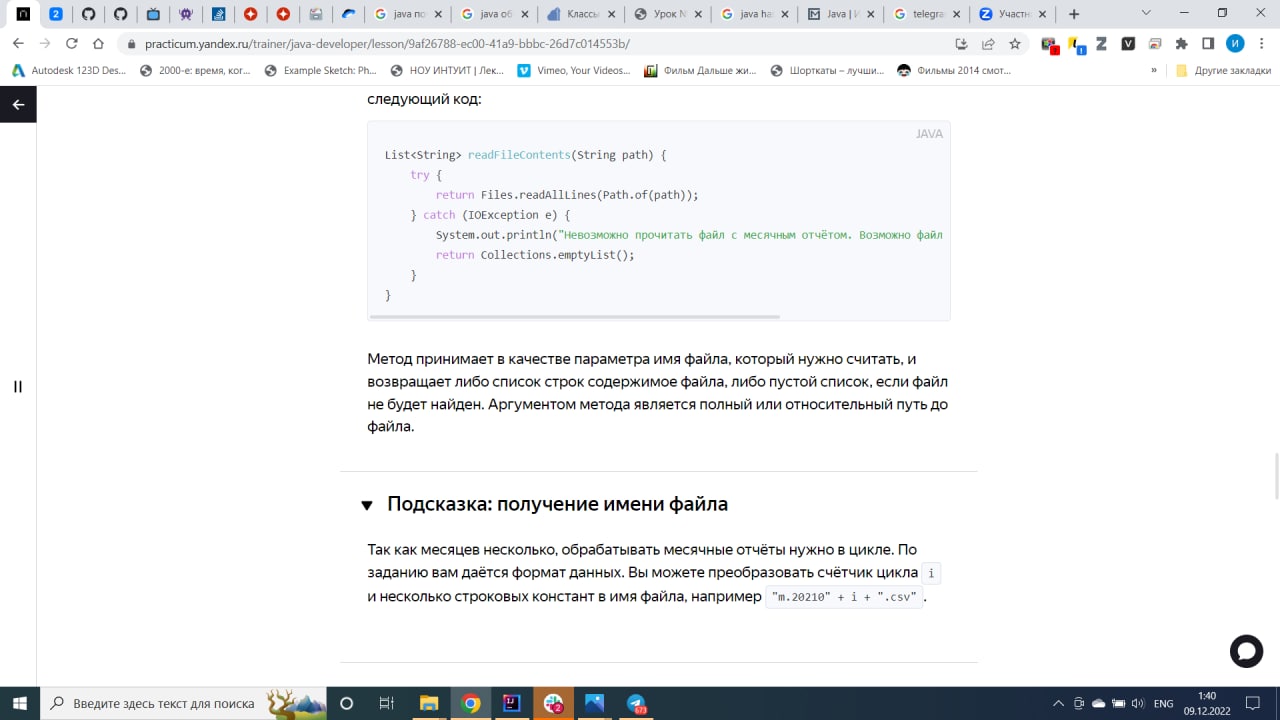 java по
java об
Классы
Урок N
java ha
Java | И
telegra
Участн
practicum.yandex.ru/trainer/java-developer/lesson/9af26785-ec00-41a9-bbbc-26d7c014553b/
Autodesk 123D Des...
2000-е: время, ког...
Example Sketch: Ph...
НОУ ИНТУИТ | Лек...
Vimeo, Your Videos...
Фильм Дальше жи...
Шорткаты – лучши...
Фильмы 2014 смот...
»
Другие закладки
следующий код:
JAVA
List<String> readFileContents(String path) {
try {
return Files.readAllLines(Path.of(path));
} catch (IOException e) {
System.out.println("Невозможно прочитать файл с месячным отчётом. Возможно файл
return Collections.emptyList();
}
}
Метод принимает в качестве параметра имя файла, который нужно считать, и
возвращает либо список строк содержимое файла, либо пустой список, если файл
не будет найден. Аргументом метода является полный или относительный путь до
файла.
Подсказка: получение имени файла
Так как месяцев несколько, обрабатывать месячные отчёты нужно в цикле. По
заданию вам даётся формат данных. Вы можете преобразовать счётчик цикла i
и несколько строковых констант в имя файла, например "m.20210" + i + ".csv".
Введите здесь текст для поиска
ENG
1:40
09.12.2022